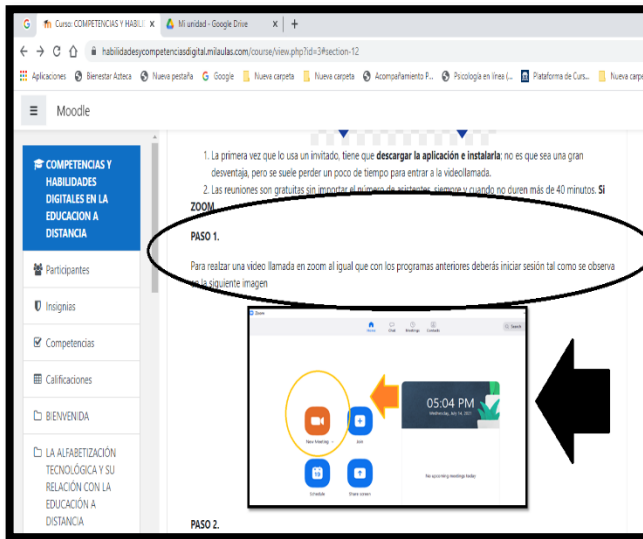 Curso: COMPETENCIAS Y HABILI
Mi unidad - Google Drive
habilidadesycompetenciasdigital.milaulas.com/course/view.php?id=3#section-12
Aplicaciones Bienestar Azteca Nueva pestaña Google Nueva carpeta Nueva carpeta Acompañamiento P... Psicología en línea (... Plataforma de Curs... Nueva carpe
Moodle
COMPETENCIAS Y
HABILIDADES
DIGITALES EN LA
EDUCACION A
DISTANCIA
Participantes
Insignias
Competencias
Calificaciones
BIENVENIDA
LA ALFABETIZACIÓN
TECNOLÓGICA Y SU
RELACIÓN CON LA
EDUCACIÓN A
DISTANCIA
1. La primera vez que lo usa un invitado, tiene que descargar la aplicación e instalarla: no es que sea una gran
desventaja, pero se suele perder un poco de tiempo para entrar a la videollamada.
2. Las reuniones son gratuitas sin importar el número de asistentes, siempre y cuando no duren más de 40 minutos. Si
ZOOM
PASO 1.
Para realzar una video llamada en zoom al igual que con los programas anteriores deberás iniciar sesión tal como se observa
en la siguiente imagen
Zoom
Home Chat Meetings Contacts Search
05:04 PM
Wednesday, July 14, 2021
New Meeting Join
Schedule Share screen
No upcoming meetings today
PASO 2.